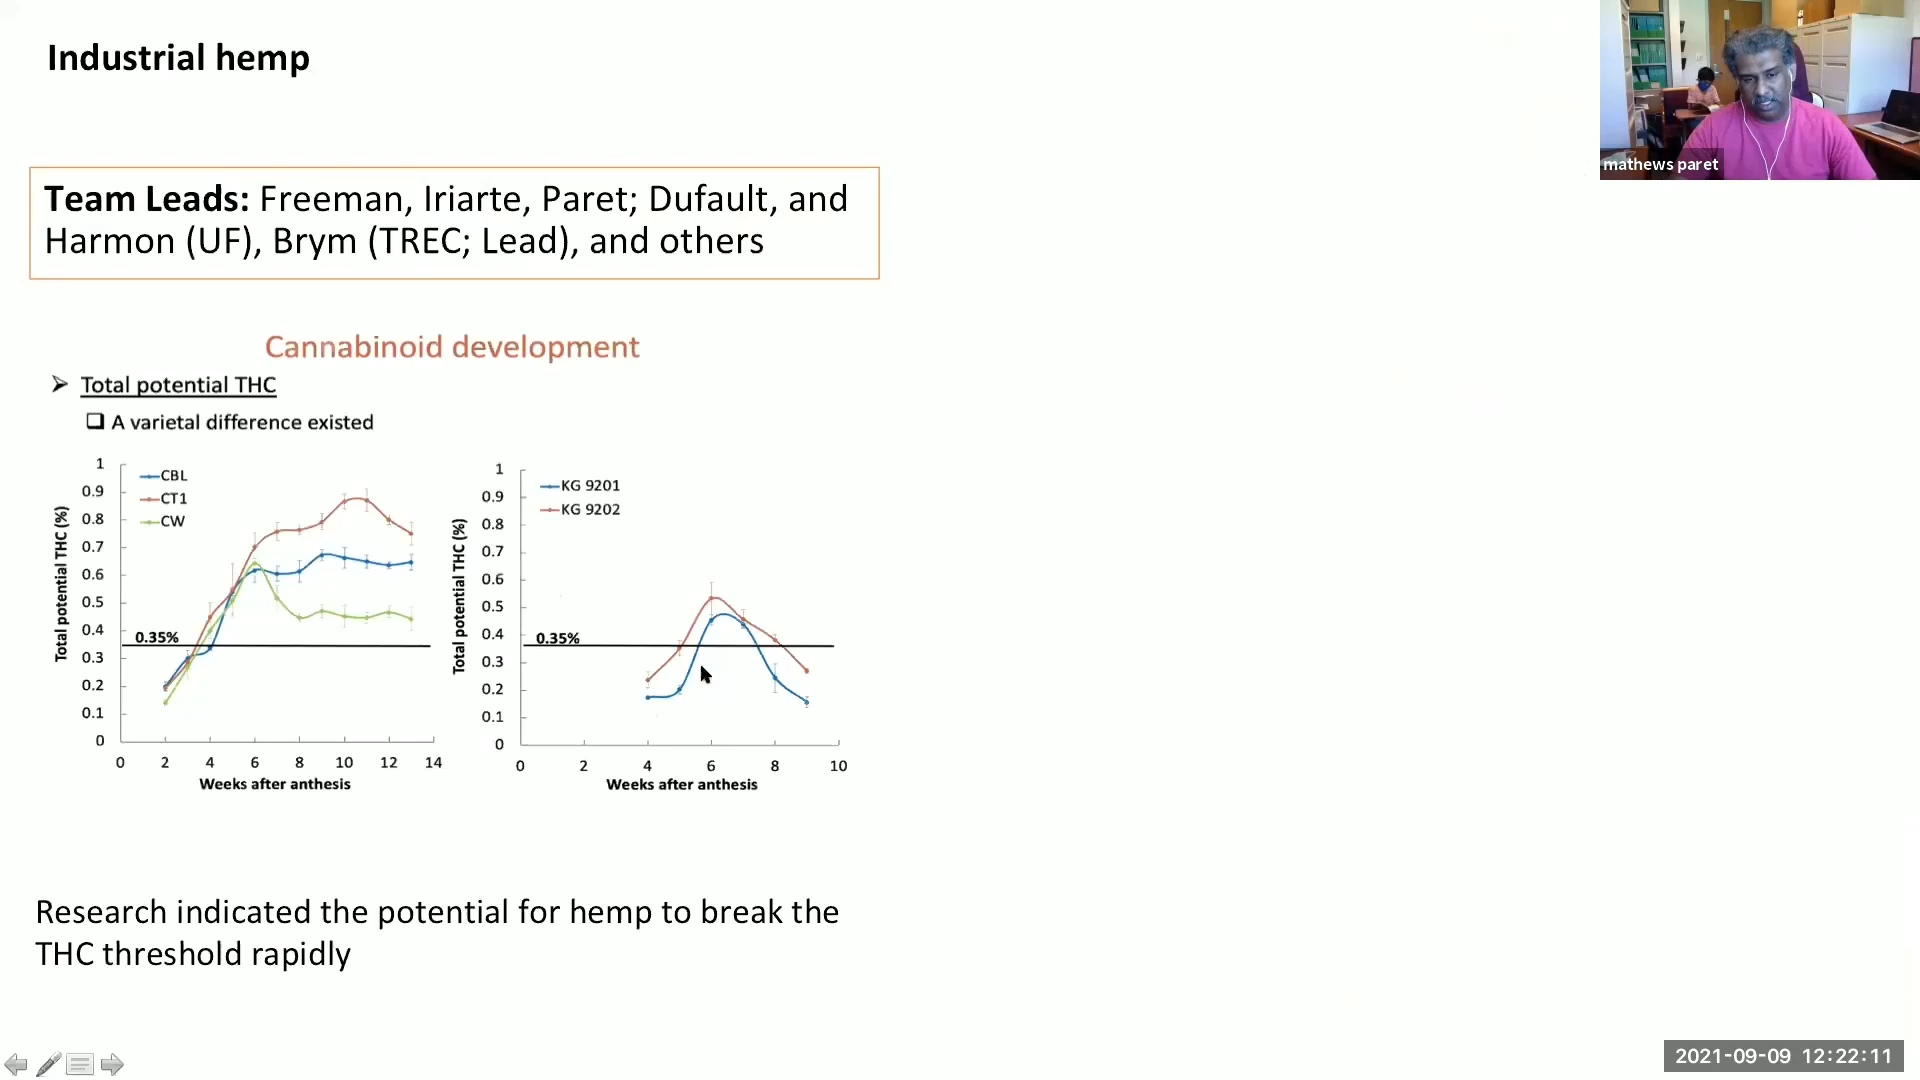 Industrial hemp
mathews paret
Team Leads: Freeman, Iriarte, Paret; Dufault, and
Harmon (UF), Brym (TREC; Lead), and others
Cannabinoid development
➢ Total potential THC
❑ A varietal difference existed
Total potential THC (%)
1
0.9
0.8
0.7
0.6
0.5
0.4
0.3
0.2
0.1
0
CBL
CT1
CW
0.35%
0 2 4 6 8 10 12 14
Weeks after anthesis
Total potential THC (%)
1
0.9
0.8
0.7
0.6
0.5
0.4
0.3
0.2
0.1
0
KG 9201
KG 9202
0.35%
0 2 4 6 8 10
Weeks after anthesis
Research indicated the potential for hemp to break the
THC threshold rapidly
2021-09-09 12:22:11